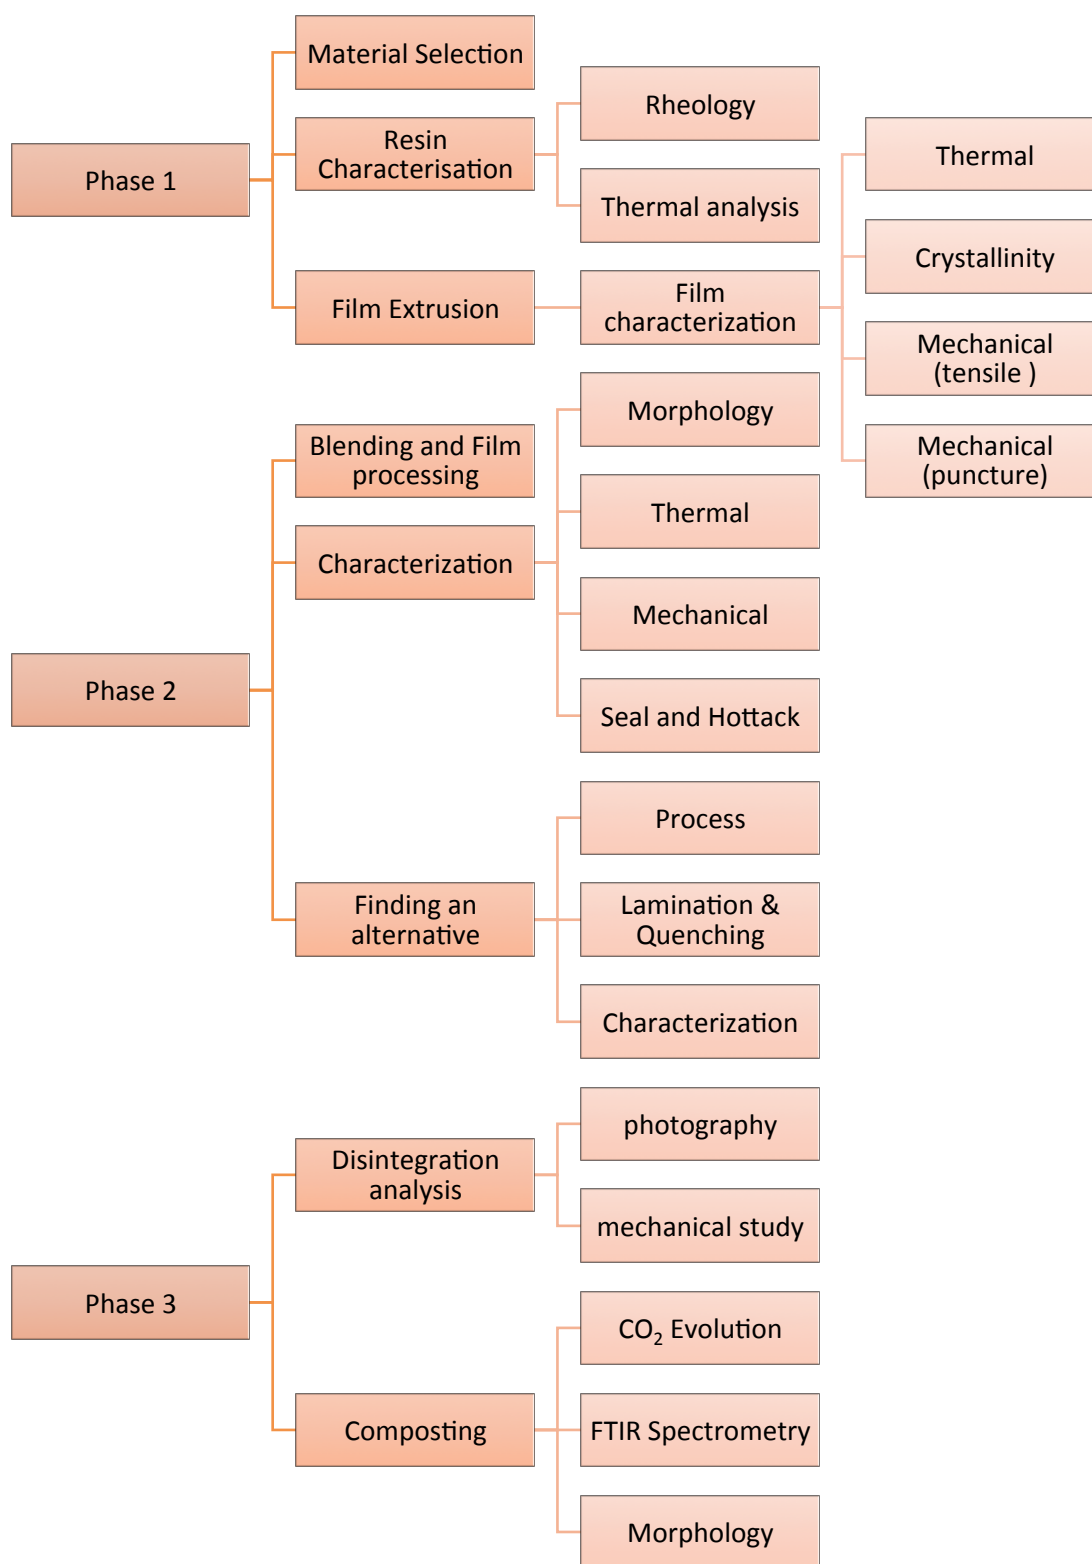 Phase 1
Material Selection
Resin
Characterisation
Rheology
Thermal analysis
Film Extrusion
Film
characterization
Thermal
Crystallinity
Mechanical
(tensile )
Mechanical
(puncture)
Phase 2
Blending and Film
processing
Characterization
Morphology
Thermal
Mechanical
Seal and Hottack
Finding an
alternative
Process
Lamination &
Quenching
Characterization
Phase 3
Disintegration
analysis
photography
mechanical study
Composting
CO₂ Evolution
FTIR Spectrometry
Morphology